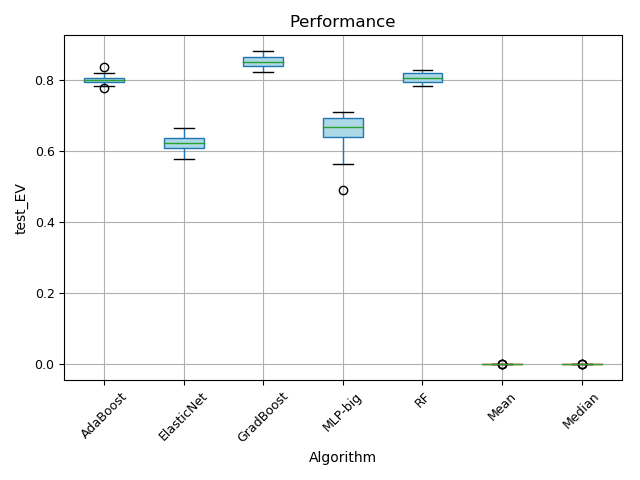 Performance
test_EV
0.8
0.6
0.4
0.2
0.0
AdaBoost
ElasticNet
GradBoost
MLP-big
RF
Mean
Median
Algorithm